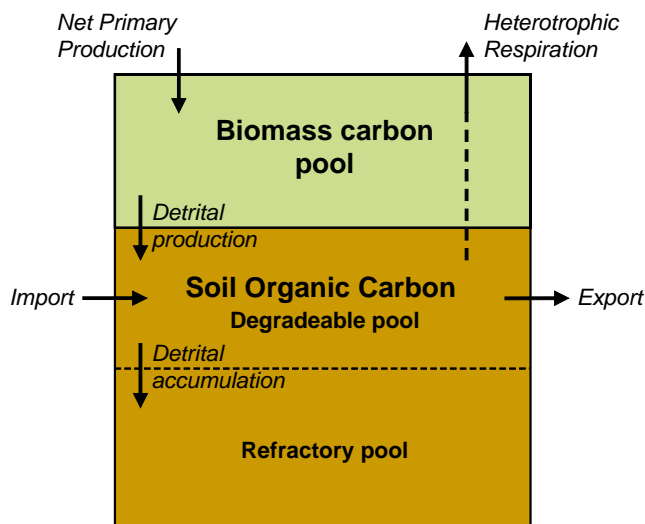 Net Primary
Production
Heterotrophic
Respiration
Biomass carbon
pool
Detrital
production
Import
Soil Organic Carbon
Degradeable pool
Export
Detrital
accumulation
Refractory pool